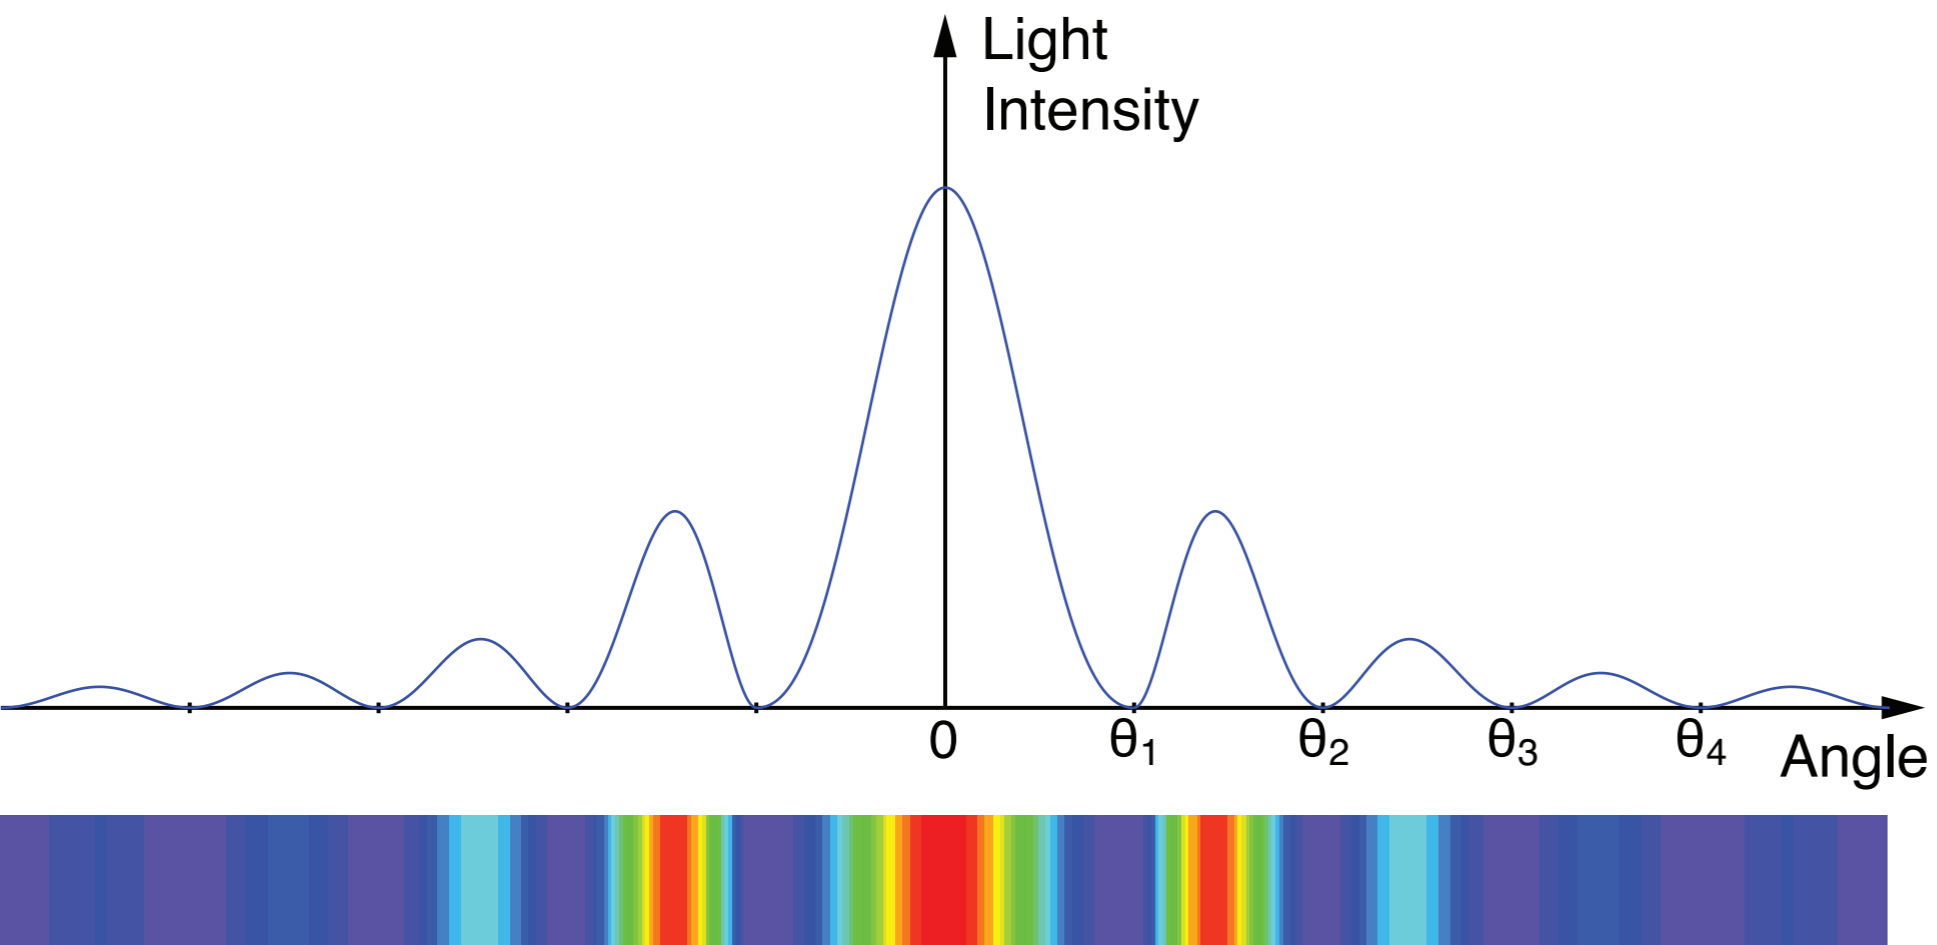 Light
Intensity
0 θ₁ θ₂ θ₃ θ₄ Angle